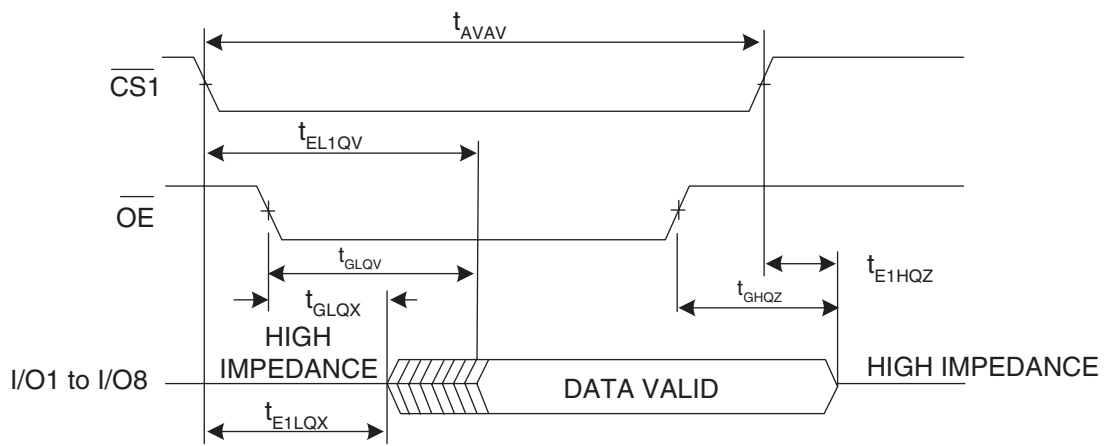 tAVAV
CS1
tEL1QV
OE
tGLQV
tE1HQZ
tGLQX
tGHQZ
HIGH
IMPEDANCE
I/O1 to I/O8
DATA VALID
HIGH IMPEDANCE
tE1LQX